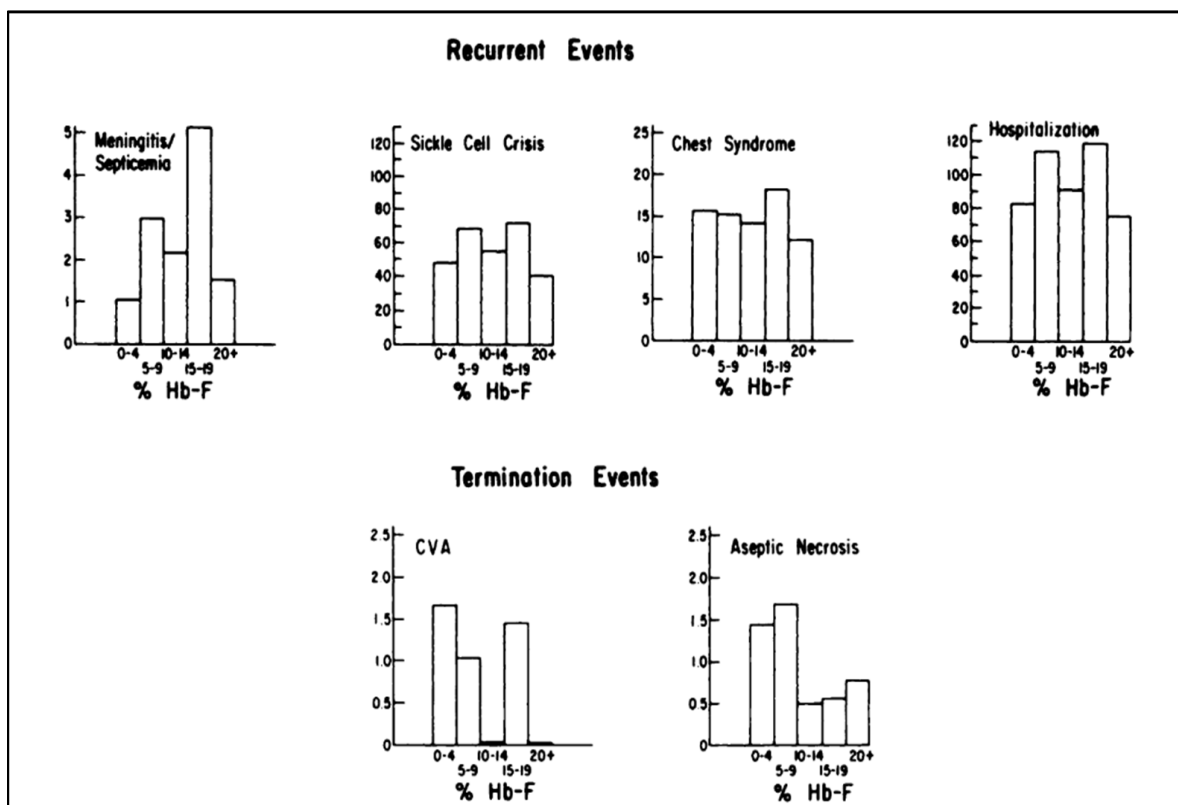 Recurrent Events
Meningitis/
Septicemia
5
4
3
2
1
0
0-4 10-14 20+
5-9 15-19
% Hb-F
Sickle Cell Crisis
120
100
80
60
40
20
0
0-4 10-14 20+
5-9 15-19
% Hb-F
Chest Syndrome
25
20
15
10
5
0
0-4 10-14 20+
5-9 15-19
% Hb-F
Hospitalization
120
100
80
60
40
20
0
0-4 10-14 20+
5-9 15-19
% Hb-F
Termination Events
CVA
2.5
2.0
1.5
1.0
0.5
0
0-4 10-14 20+
5-9 15-19
% Hb-F
Aseptic Necrosis
2.5
2.0
1.5
1.0
0.5
0
0-4 10-14 20+
5-9 15-19
% Hb-F